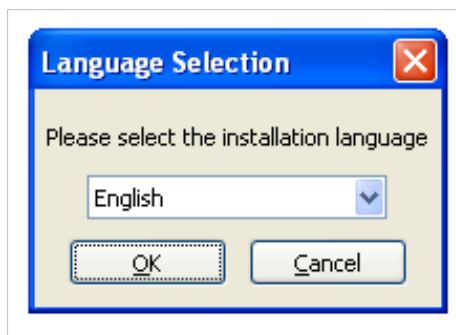 Language Selection
Please select the installation language
English
OK
Cancel